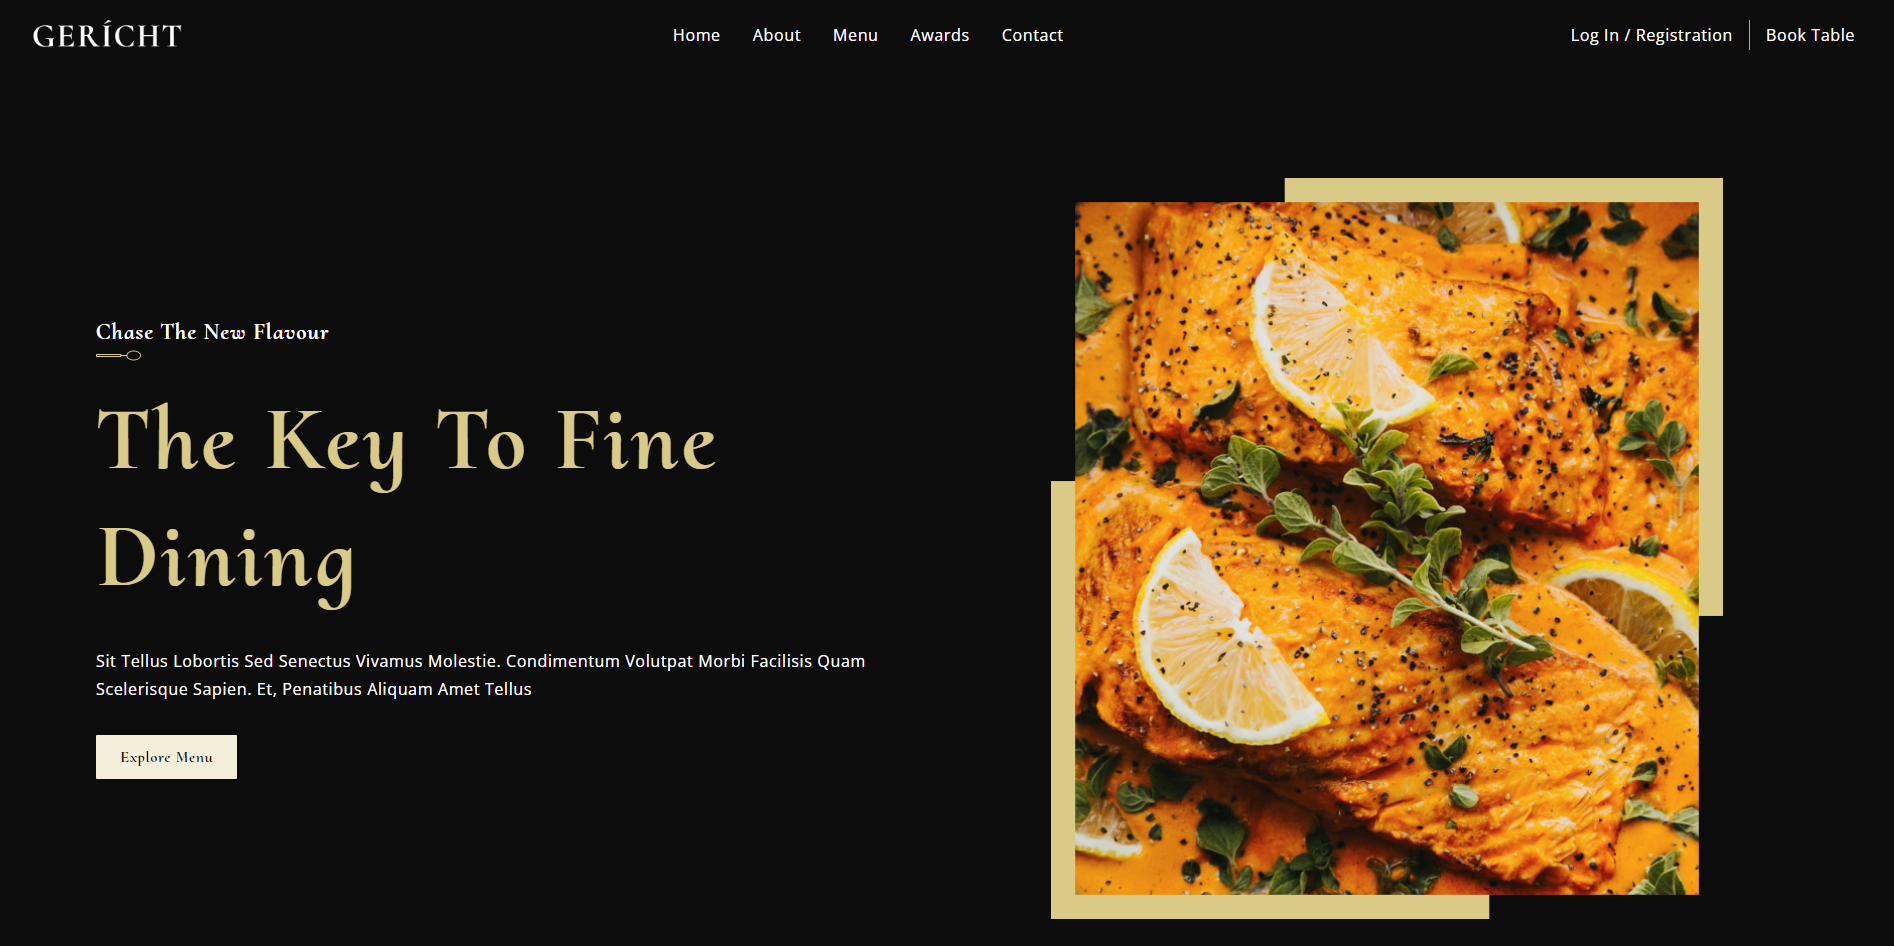 GERÍCHT
Home About Menu Awards Contact
Log In / Registration Book Table
Chase The New Flavour
The Key To Fine
Dining
Sit Tellus Lobortis Sed Senectus Vivamus Molestie. Condimentum Volutpat Morbi Facilisis Quam
Scelerisque Sapien. Et, Penatibus Aliquam Amet Tellus
Explore Menu